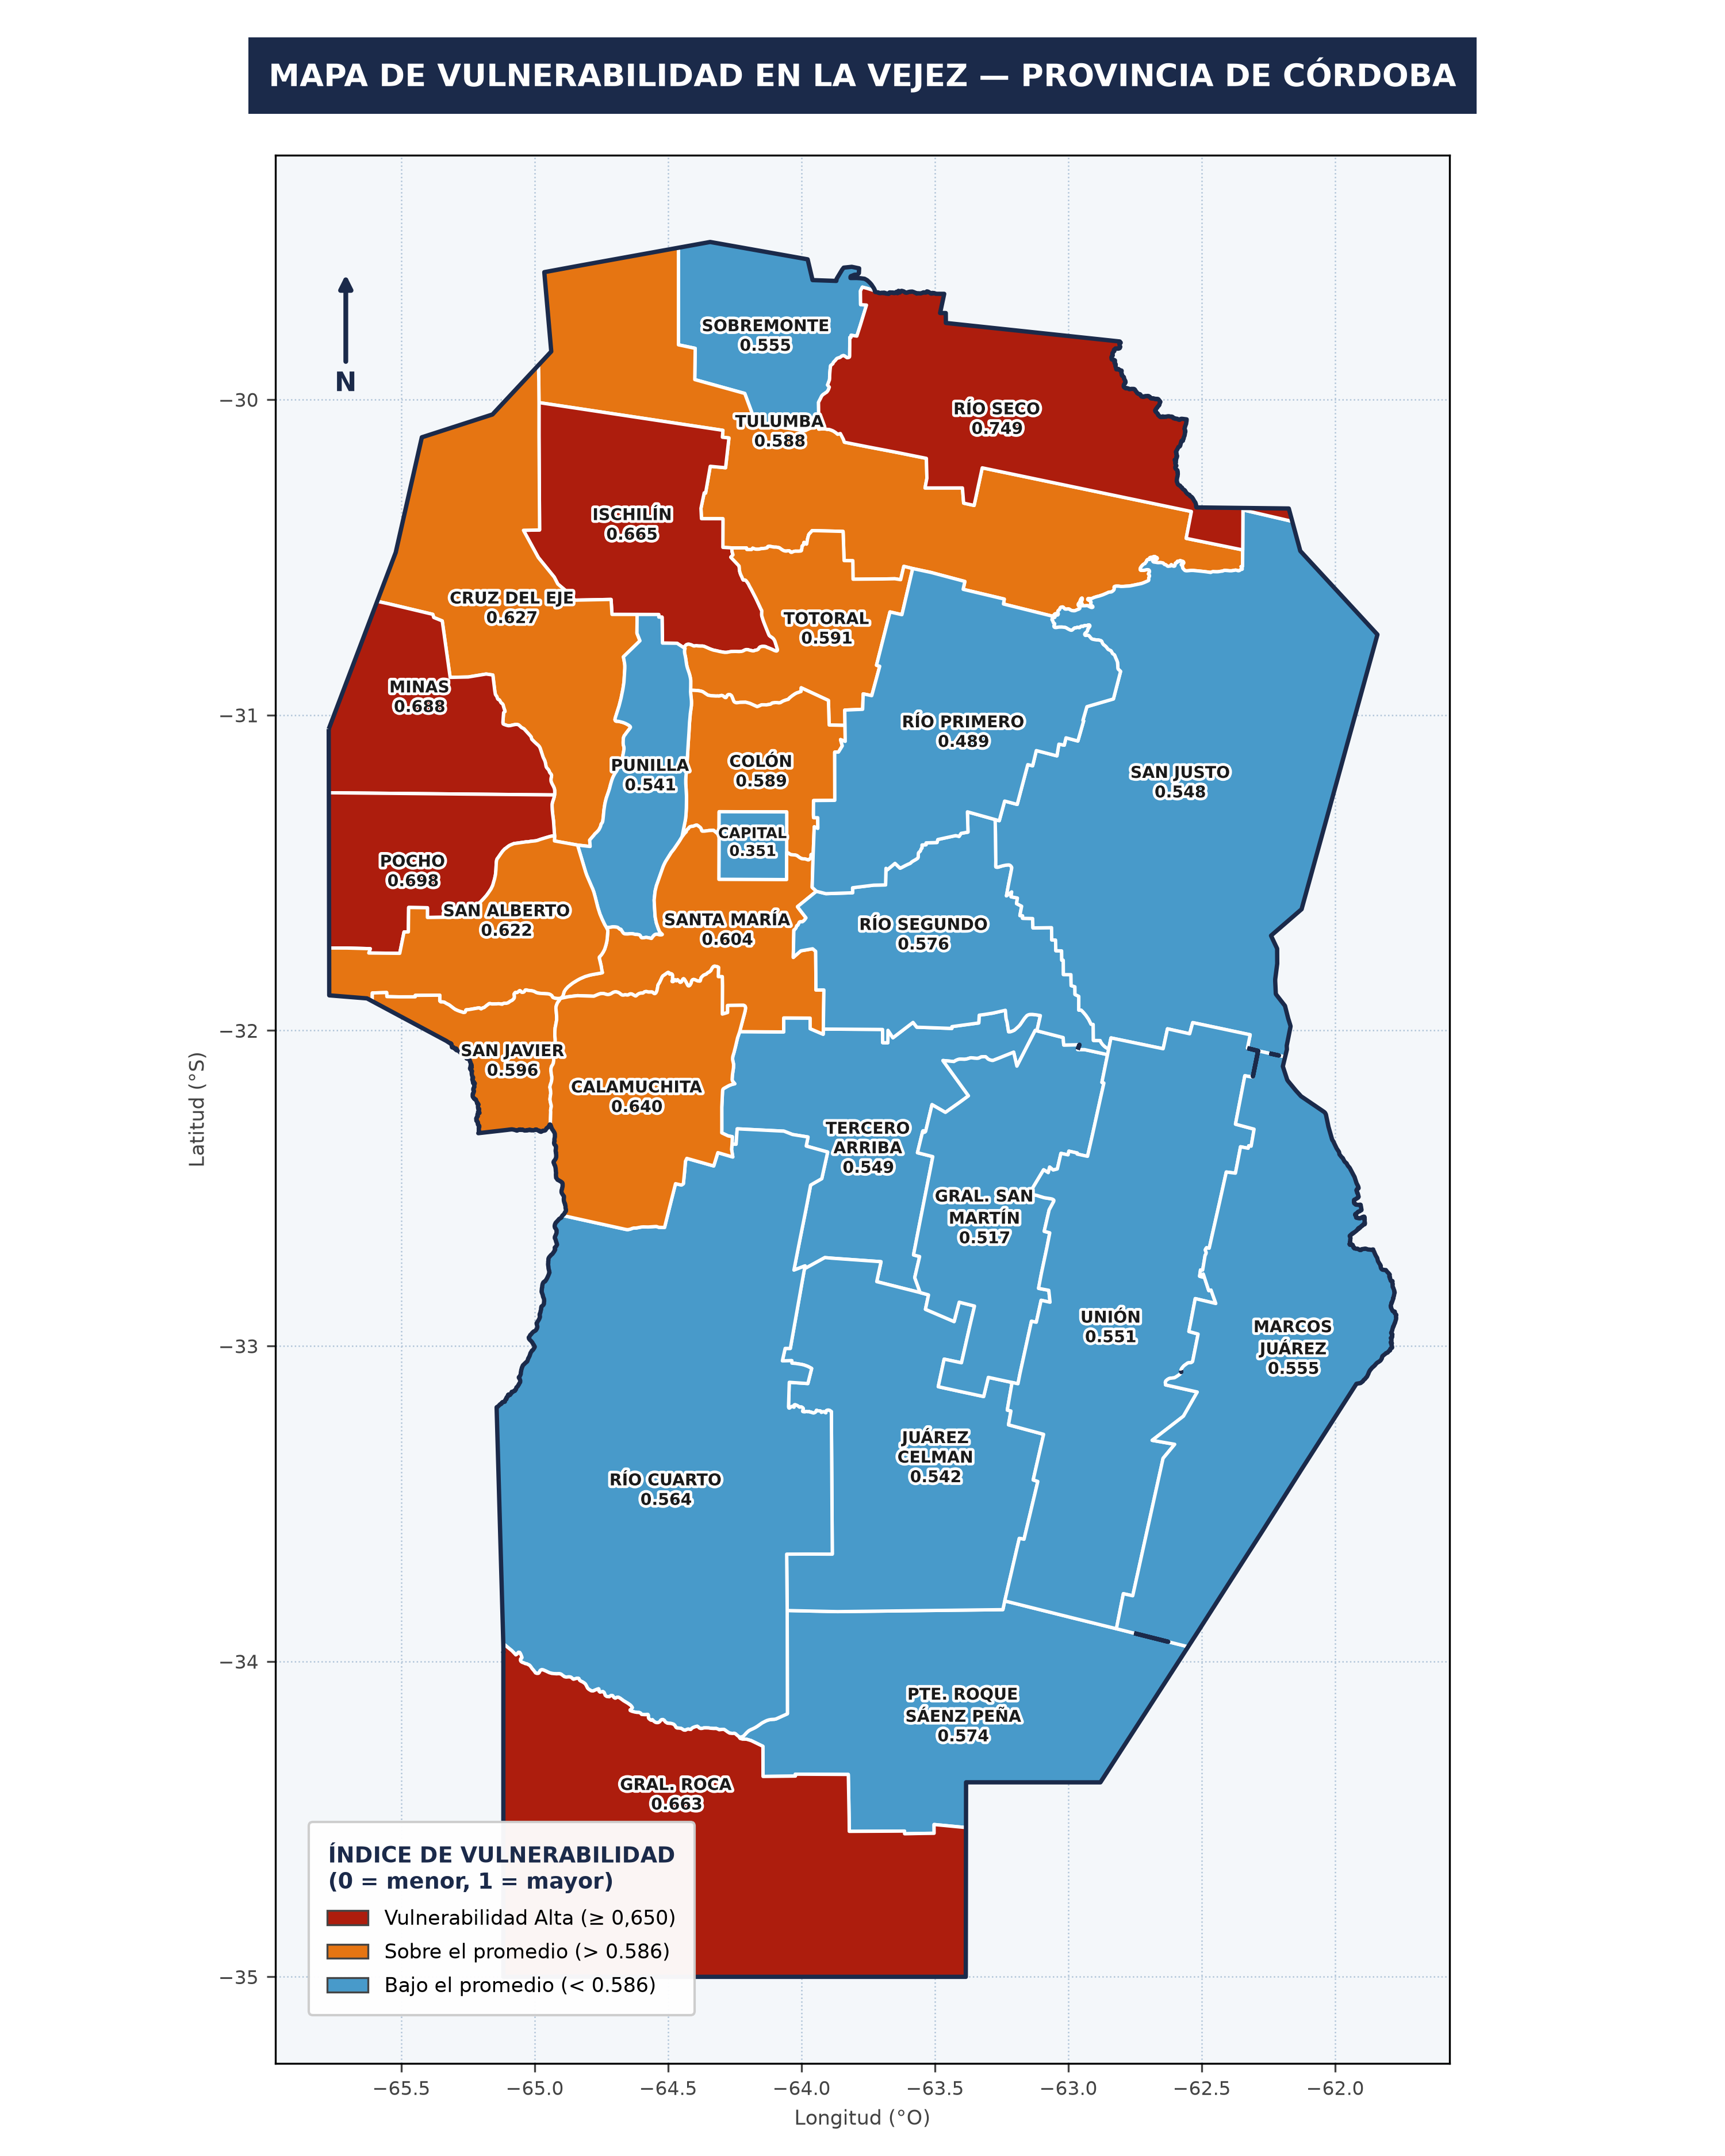 MAPA DE VULNERABILIDAD EN LA VEJEZ — PROVINCIA DE CÓRDOBA
N
SOBREMONTE
0.555
RÍO SECO
0.749
TULUMBA
0.588
ISCHILÍN
0.665
CRUZ DEL EJE
0.627
TOTORAL
0.591
MINAS
0.688
RÍO PRIMERO
0.489
PUNILLA
0.541
COLÓN
0.589
SAN JUSTO
0.548
CAPITAL
0.351
POCHO
0.698
SAN ALBERTO
0.622
SANTA MARÍA
0.604
RÍO SEGUNDO
0.576
SAN JAVIER
0.596
CALAMUCHITA
0.640
TERCERO
ARRIBA
0.549
GRAL. SAN
MARTÍN
0.517
UNIÓN
0.551
MARCOS
JUÁREZ
0.555
JUÁREZ
CELMAN
0.542
RÍO CUARTO
0.564
PTE. ROQUE
SÁENZ PEÑA
0.574
GRAL. ROCA
0.663
ÍNDICE DE VULNERABILIDAD
(0 = menor, 1 = mayor)
Vulnerabilidad Alta (≥ 0,650)
Sobre el promedio (> 0.586)
Bajo el promedio (< 0.586)
Latitud (°S)
−30
−31
−32
−33
−34
−35
−65.5
−65.0
−64.5
−64.0
−63.5
−63.0
−62.5
−62.0
Longitud (°O)